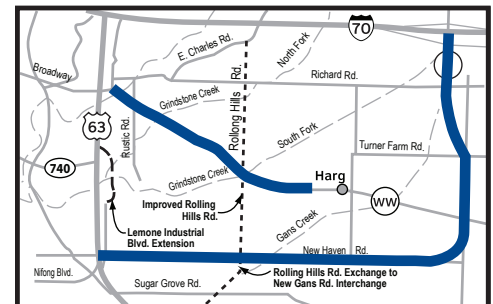 70
E. Charles Rd.
North Fork
Broadway
Rollong Hills Rd.
Richard Rd.
Grindstone Creek
63
Rustic Rd.
South Fork
Turner Farm Rd.
740
Grindstone Creek
Harg
Improved Rolling
Hills Rd.
WW
Lemone Industrial
Blvd. Extension
Gans Creek
New Haven Rd.
Nifong Blvd.
Sugar Grove Rd.
Rolling Hills Rd. Exchange to
New Gans Rd. Interchange